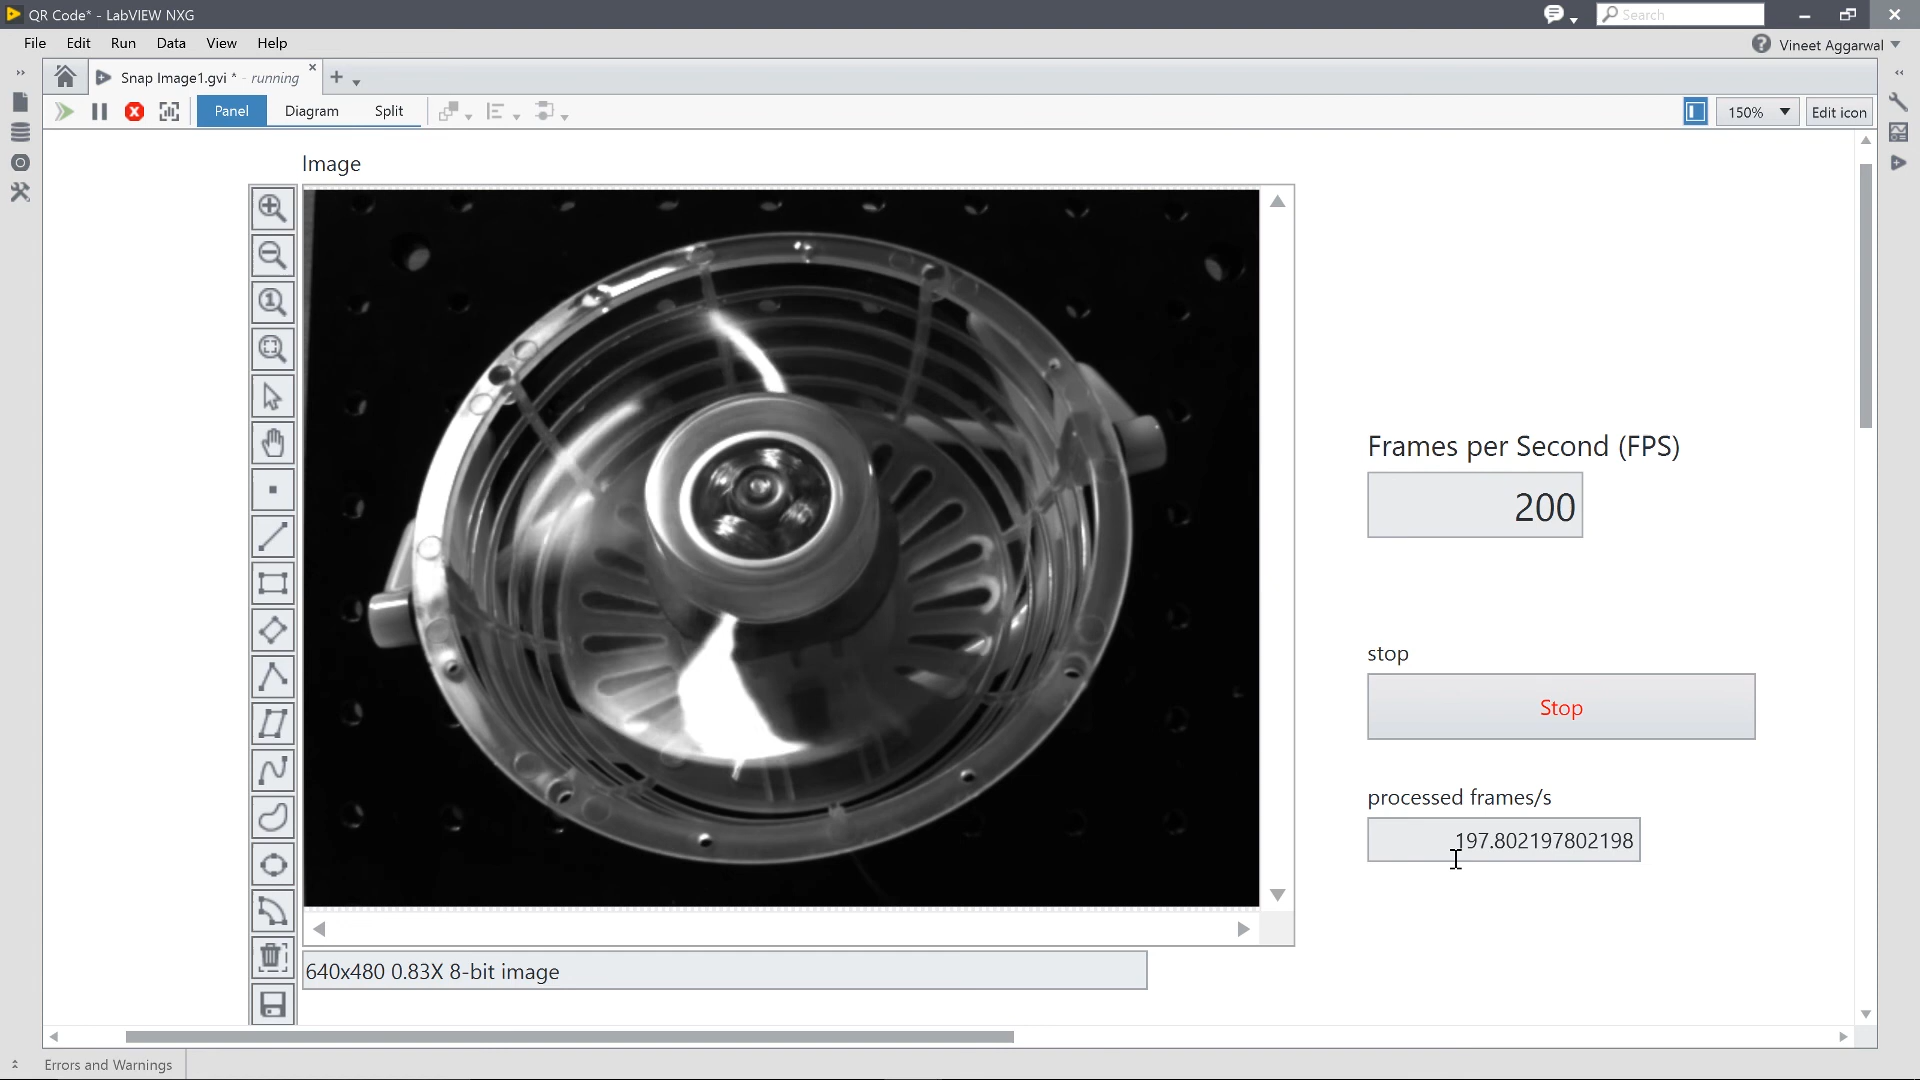 QR Code* - LabVIEW NXG
Search
File Edit Run Data View Help
Vineet Aggarwal
Snap Image1.gvi * - running
Panel Diagram Split
150%
Edit icon
Image
Frames per Second (FPS)
200
stop
Stop
processed frames/s
197.802197802198
640x480 0.83X 8-bit image
Errors and Warnings